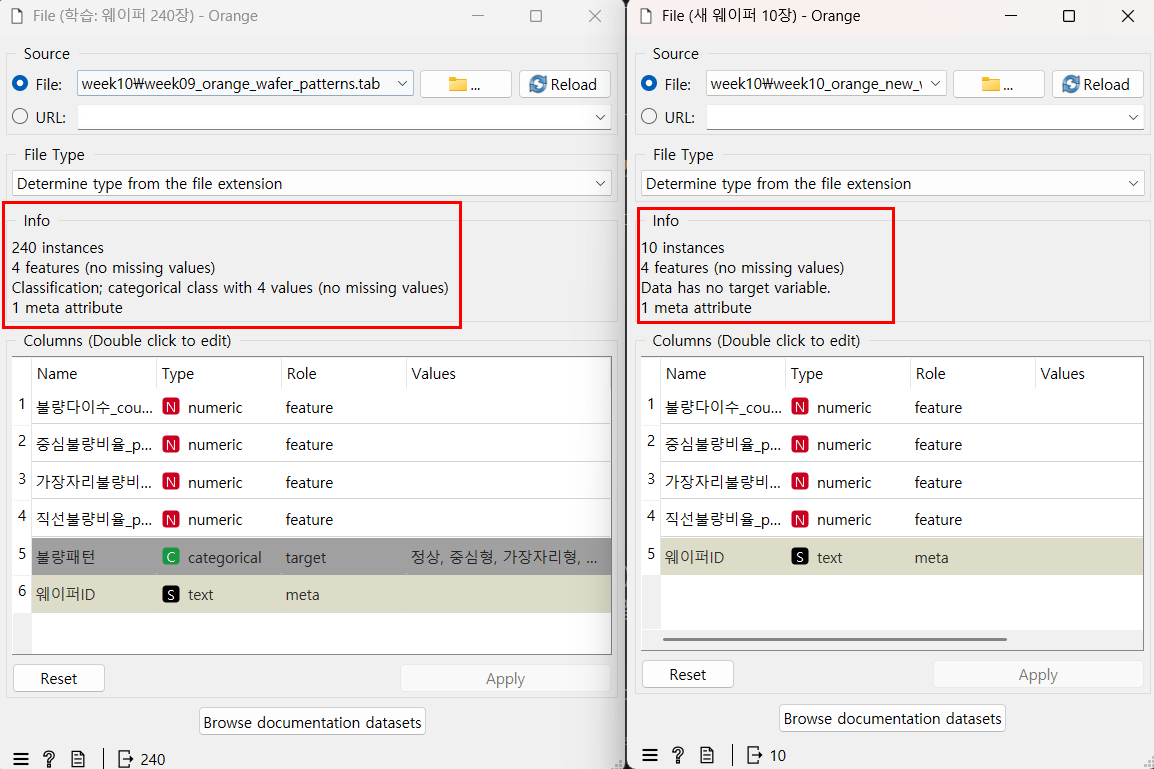 File (학습: 웨이퍼 240장) - Orange
Source
File: week10₩week09_orange_wafer_patterns.tab ... Reload
URL:
File Type
Determine type from the file extension
Info
240 instances
4 features (no missing values)
Classification; categorical class with 4 values (no missing values)
1 meta attribute
Columns (Double click to edit)
Name Type Role Values
1 불량다이수_cou... N numeric feature
2 중심불량비율_p... N numeric feature
3 가장자리불량비... N numeric feature
4 직선불량비율_p... N numeric feature
5 불량패턴 C categorical target 정상, 중심형, 가장자리형, ...
6 웨이퍼ID S text meta
Reset Apply
Browse documentation datasets
? 240
File (새 웨이퍼 10장) - Orange
Source
File: week10₩week10_orange_new_ ... Reload
URL:
File Type
Determine type from the file extension
Info
10 instances
4 features (no missing values)
Data has no target variable.
1 meta attribute
Columns (Double click to edit)
Name Type Role Values
1 불량다이수_cou... N numeric feature
2 중심불량비율_p... N numeric feature
3 가장자리불량비... N numeric feature
4 직선불량비율_p... N numeric feature
5 웨이퍼ID S text meta
Reset Apply
Browse documentation datasets
? 10